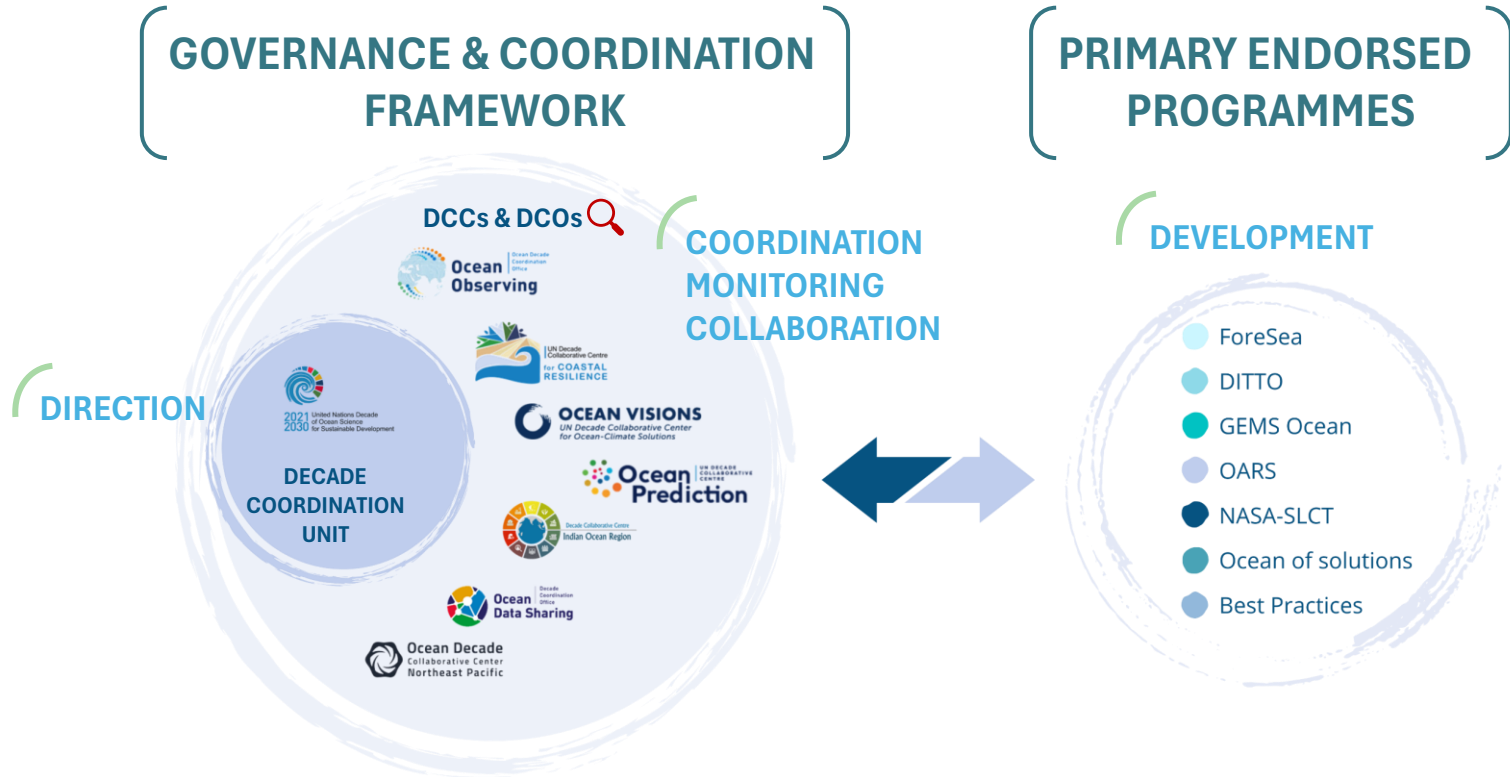 GOVERNANCE & COORDINATION
FRAMEWORK
PRIMARY ENDORSED
PROGRAMMES
DCCs & DCOs
Ocean
Observing
Ocean Decade
Coordination
Office
COORDINATION
MONITORING
COLLABORATION
DEVELOPMENT
DIRECTION
2021
2030
United Nations Decade
of Ocean Science
for Sustainable Development
DECADE
COORDINATION
UNIT
UN Decade
Collaborative Centre
for COASTAL
RESILIENCE
OCEAN VISIONS
UN Decade Collaborative Center
for Ocean-Climate Solutions
Ocean
Prediction
UN DECADE
COLLABORATIVE
CENTRE
Decade Collaborative Centre
Indian Ocean Region
Ocean
Data Sharing
Decade
Coordination
Office
Ocean Decade
Collaborative Center
Northeast Pacific
ForeSea
DITTO
GEMS Ocean
OARS
NASA-SLCT
Ocean of solutions
Best Practices